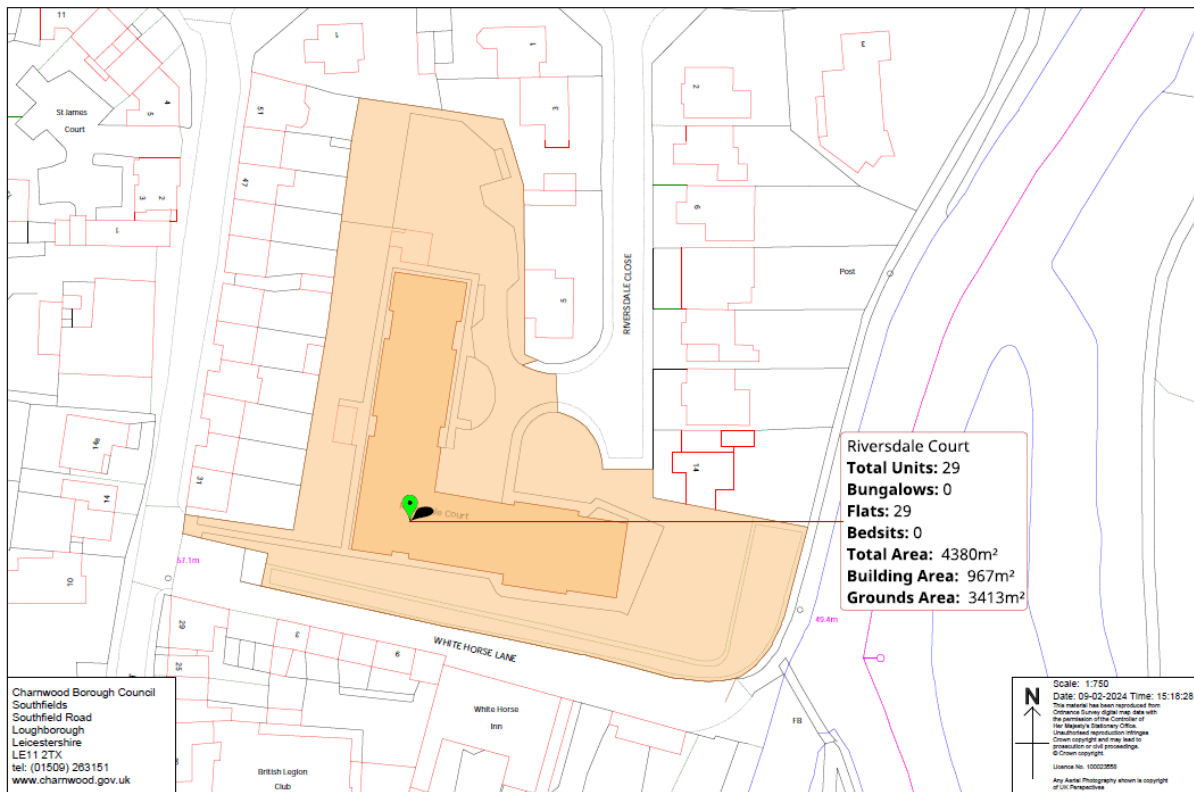 11
1
1
3
St James
Court
4
5
51
3
2
47
3
2
1
6
Post
5
RIVERSDALE CLOSE
14a
14
31
14
Riversdale Court
Total Units: 29
Bungalows: 0
Flats: 29
Bedsits: 0
Total Area: 4380m²
Building Area: 967m²
Grounds Area: 3413m²
le Court
57.1m
10
49.4m
29
3
6
25
WHITE HORSE LANE
White Horse
Inn
FB
British Legion
Club
Charnwood Borough Council
Southfields
Southfield Road
Loughborough
Leicestershire
LE11 2TX
tel: (01509) 263151
www.charnwood.gov.uk
N
Scale: 1:750
Date: 09-02-2024 Time: 15:18:28
This material has been reproduced from
Ordnance Survey digital map data with
the permission of the Controller of
Her Majesty's Stationery Office.
Unauthorised reproduction infringes
Crown copyright and may lead to
prosecution or civil proceedings.
© Crown copyright.
Any Aerial Photography shown is copyright
of UK Perspectives